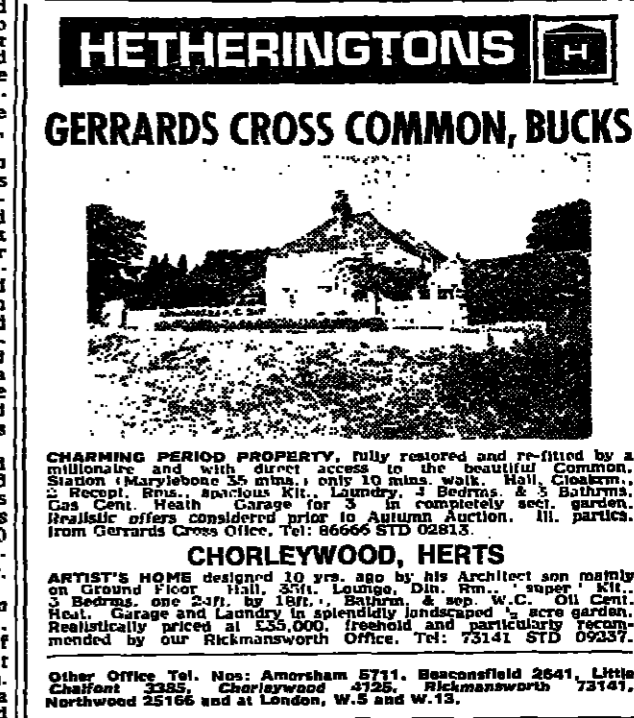 HETHERINGTONS H
GERRARDS CROSS COMMON, BUCKS
CHARMING PERIOD PROPERTY, fully restored and re-fitted by a
millionaire and with direct access to the beautiful Common.
Station (Marylebone 35 mins.) only 10 mins. walk. Hall, Cloakrm.,
2 Recept. Rms., spacious Kit., Laundry, 4 Bedrms. & 3 Bathrms.
Gas Cent. Heath Garage for 3 in completely secl. garden.
Realistic offers considered prior to Autumn Auction. Ill. partics.
from Gerrards Cross Office. Tel: 86666 STD 02813.
CHORLEYWOOD, HERTS
ARTIST'S HOME designed 10 yrs. ago by his Architect son mainly
on Ground Floor Hall, 35ft. Lounge, Din. Rm., 'super' Kit.,
3 Bedrms. one 24ft. by 18ft., Bathrm. & sep. W.C. Oil Cent.
Heat. Garage and Laundry in splendidly landscaped acre garden.
Realistically priced at £35,000. freehold and particularly recom-
mended by our Rickmansworth Office. Tel: 73141 STD 09237.
Other Office Tel. Nos: Amersham 5711. Beaconsfield 2641, Little
Chalfont 3385, Chorleywood 4125, Rickmansworth 73141,
Northwood 25166 and at London, W.5 and W.13.